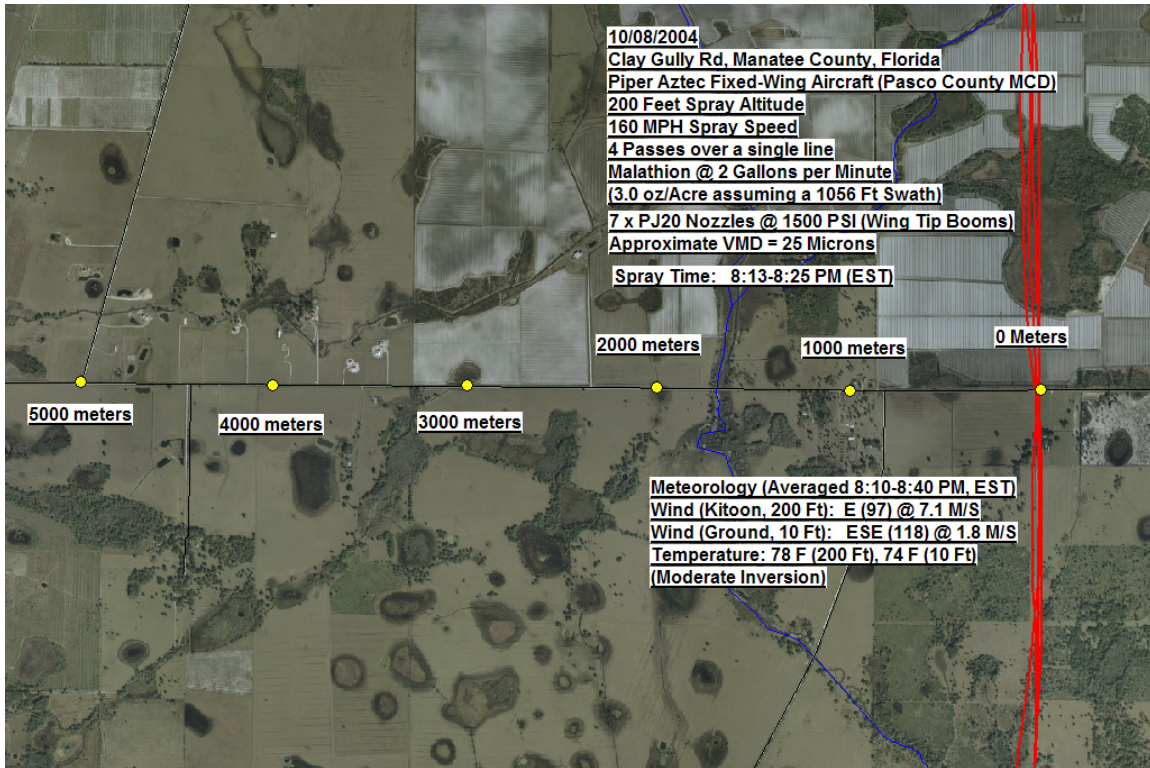 10/08/2004
Clay Gully Rd, Manatee County, Florida
Piper Aztec Fixed-Wing Aircraft (Pasco County MCD)
200 Feet Spray Altitude
160 MPH Spray Speed
4 Passes over a single line
Malathion @ 2 Gallons per Minute
(3.0 oz/Acre assuming a 1056 Ft Swath)
7 x PJ20 Nozzles @ 1500 PSI (Wing Tip Booms)
Approximate VMD = 25 Microns
Spray Time:  8:13-8:25 PM (EST)
2000 meters
1000 meters
0 Meters
5000 meters
4000 meters
3000 meters
Meteorology (Averaged 8:10-8:40 PM, EST)
Wind (Kitoon, 200 Ft):  E (97) @ 7.1 M/S
Wind (Ground, 10 Ft):   ESE (118) @ 1.8 M/S
Temperature: 78 F (200 Ft), 74 F (10 Ft)
(Moderate Inversion)